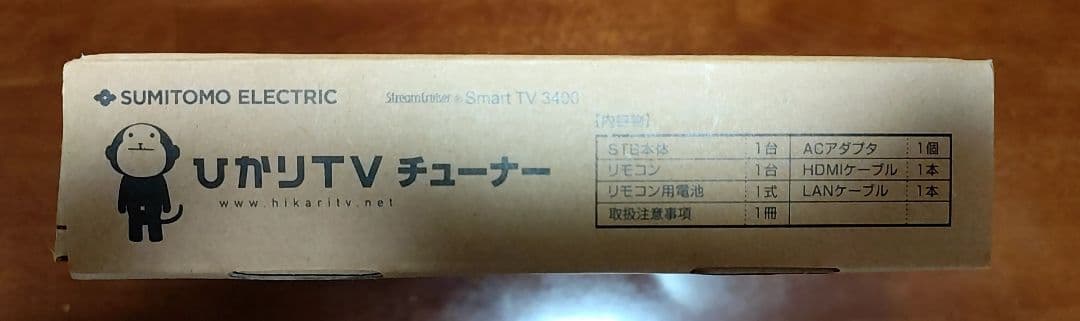 SUMITOMO ELECTRIC
StreamCruiser® Smart TV 3400
ひかりTV チューナー
www.hikaritv.net
【内容物】
STB本体 1台 ACアダプタ 1個
リモコン 1台 HDMIケーブル 1本
リモコン用電池 1式 LANケーブル 1本
取扱注意事項 1冊